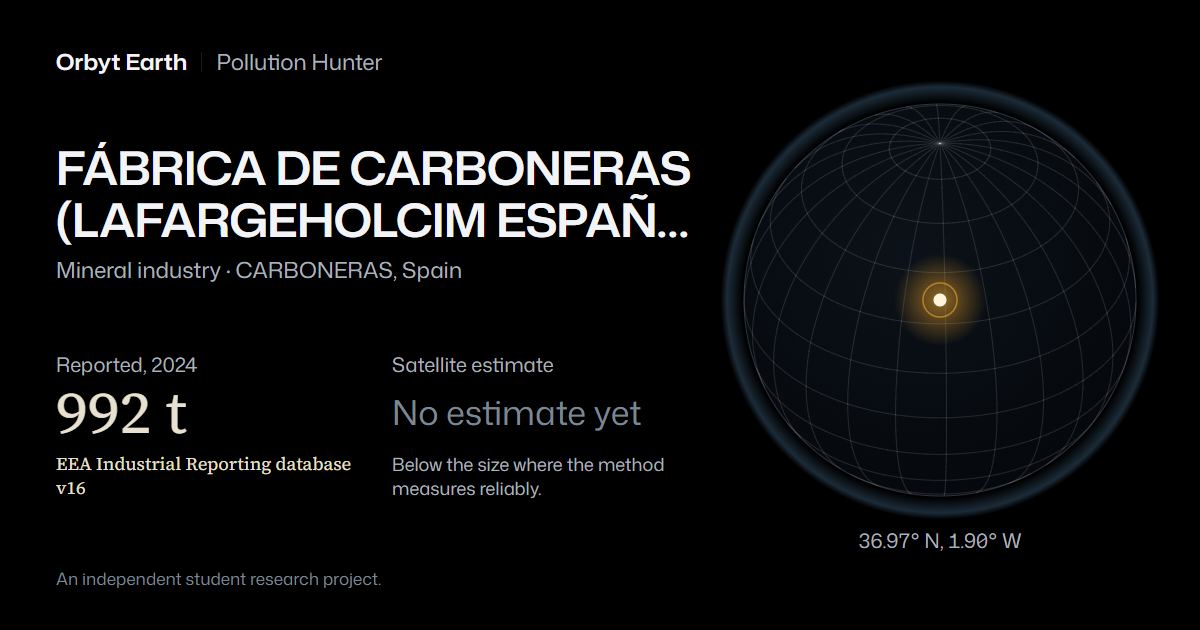 Orbyt Earth | Pollution Hunter
FÁBRICA DE CARBONERAS
(LAFARGEHOLCIM ESPAÑ...
Mineral industry · CARBONERAS, Spain
Reported, 2024
992 t
EEA Industrial Reporting database
v16
Satellite estimate
No estimate yet
Below the size where the method
measures reliably.
36.97° N, 1.90° W
An independent student research project.